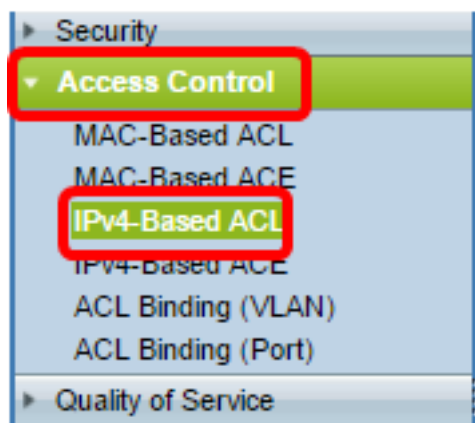 Security
Access Control
MAC-Based ACL
MAC-Based ACE
IPv4-Based ACL
IPv4-Based ACE
ACL Binding (VLAN)
ACL Binding (Port)
Quality of Service